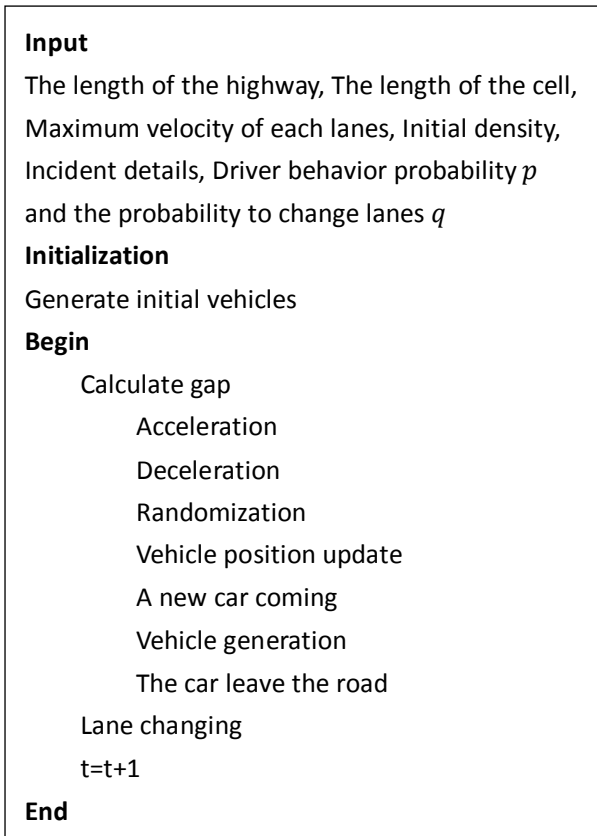 Input
The length of the highway, The length of the cell,
Maximum velocity of each lanes, Initial density,
Incident details, Driver behavior probability p
and the probability to change lanes q
Initialization
Generate initial vehicles
Begin
Calculate gap
Acceleration
Deceleration
Randomization
Vehicle position update
A new car coming
Vehicle generation
The car leave the road
Lane changing
t=t+1
End